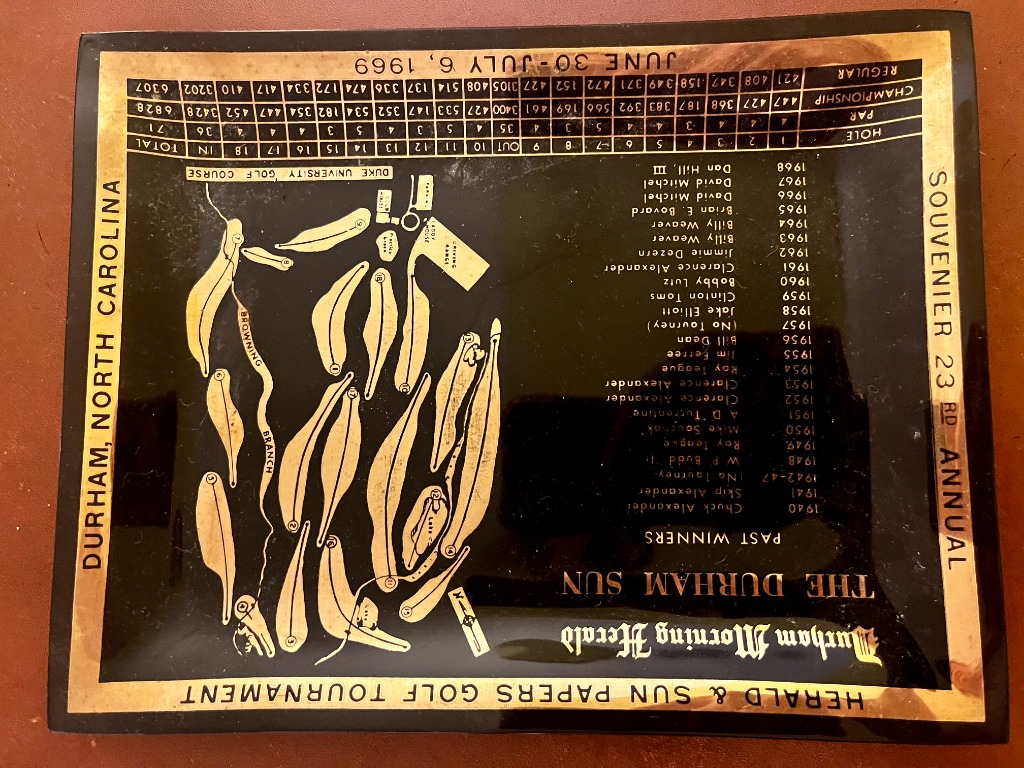 HERALD & SUN PAPERS GOLF TOURNAMENT
SOUVENIER 23RD ANNUAL
DURHAM, NORTH CAROLINA
Durham Morning Herald
THE DURHAM SUN
PAST WINNERS
1940 Chuck Alexander
1941 Skip Alexander
1942-47 (No Tourney)
1948 W. P. Budd Jr.
1949 Roy Teague
1950 Mike Souchak
1951 A. D. Turrentine
1952 Clarence Alexander
1953 Clarence Alexander
1954 Roy Teague
1955 Jim Ferree
1956 Bill Dean
1957 (No Tourney)
1958 Jake Elliott
1959 Clinton Toms
1960 Bobby Lutz
1961 Clarence Alexander
1962 Jimmie Dezern
1963 Billy Weaver
1964 Billy Weaver
1965 Brian E. Bovard
1966 David Mitchel
1967 David Mitchel
1968 Dan Hill, III
N
LAKE
BROWNING BRANCH
DRIVING RANGE
CADDY HOUSE
CLUB HOUSE
DUKE UNIVERSITY GOLF COURSE
HOLE 1 2 3 4 5 6 7 8 9 OUT 10 11 12 13 14 15 16 17 18 IN TOTAL
PAR 4 4 4 3 4 4 5 3 4 35 4 5 3 4 5 3 4 4 4 36 71
CHAMPIONSHIP 447 427 368 187 383 392 566 169 461 3400 427 533 147 352 534 182 354 447 452 3428 6828
REGULAR 421 408 347 158 349 371 472 152 427 3105 408 514 137 336 474 172 334 417 410 3202 6307
JUNE 30 - JULY 6, 1969